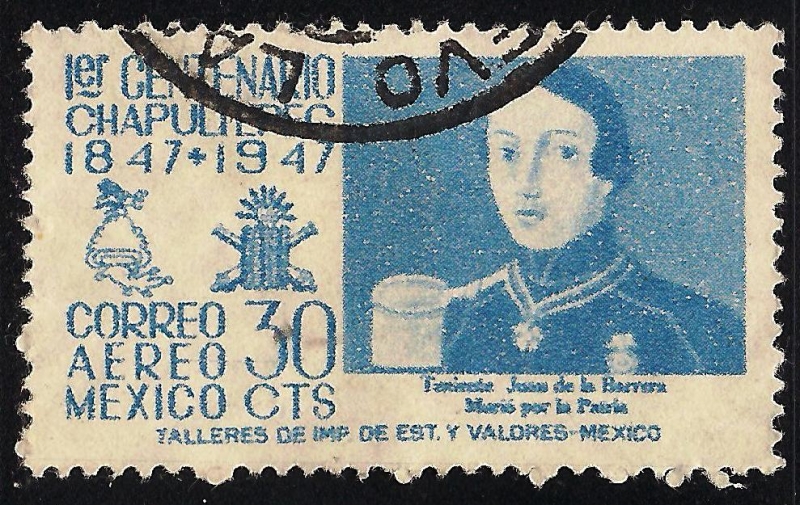 1er CENTENARIO
CHAPULTEPEC
1847*1947
CORREO
AEREO
MEXICO
30
CTS
Teniente Juan de la Barrera
Murió por la Patria
TALLERES DE IMP. DE EST. Y VALORES-MEXICO